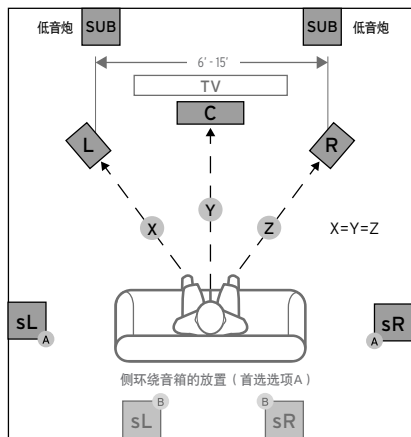 低音炮 SUB SUB 低音炮
6' - 15'
TV
C
L R
Y
X Z X=Y=Z
sL A sR A
侧环绕音箱的放置（首选选项A）
B B
sL sR